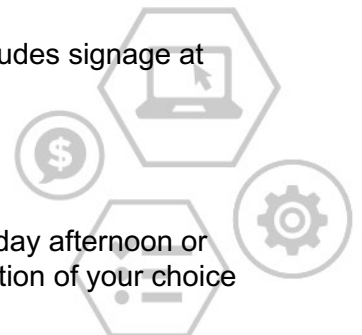 udes signage at
$
day afternoon or
tion of your choice